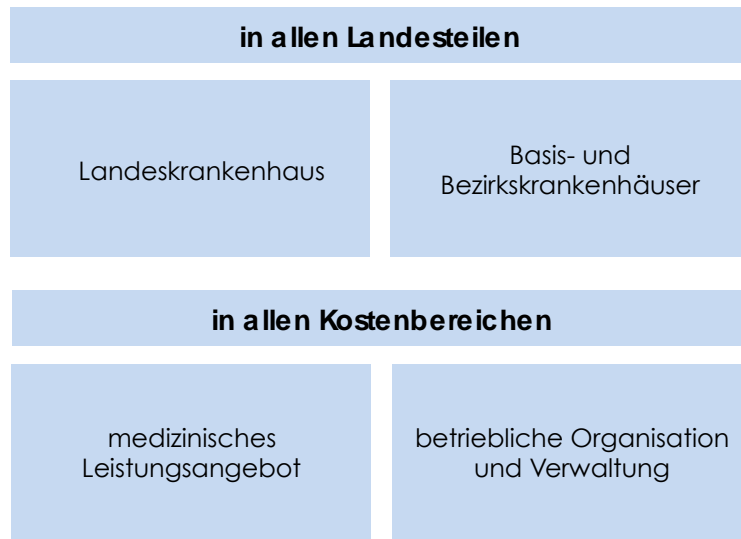 in allen Landesteilen
Landeskrankenhaus
Basis- und
Bezirkskrankenhäuser
in allen Kostenbereichen
medizinisches
Leistungsangebot
betriebliche Organisation
und Verwaltung